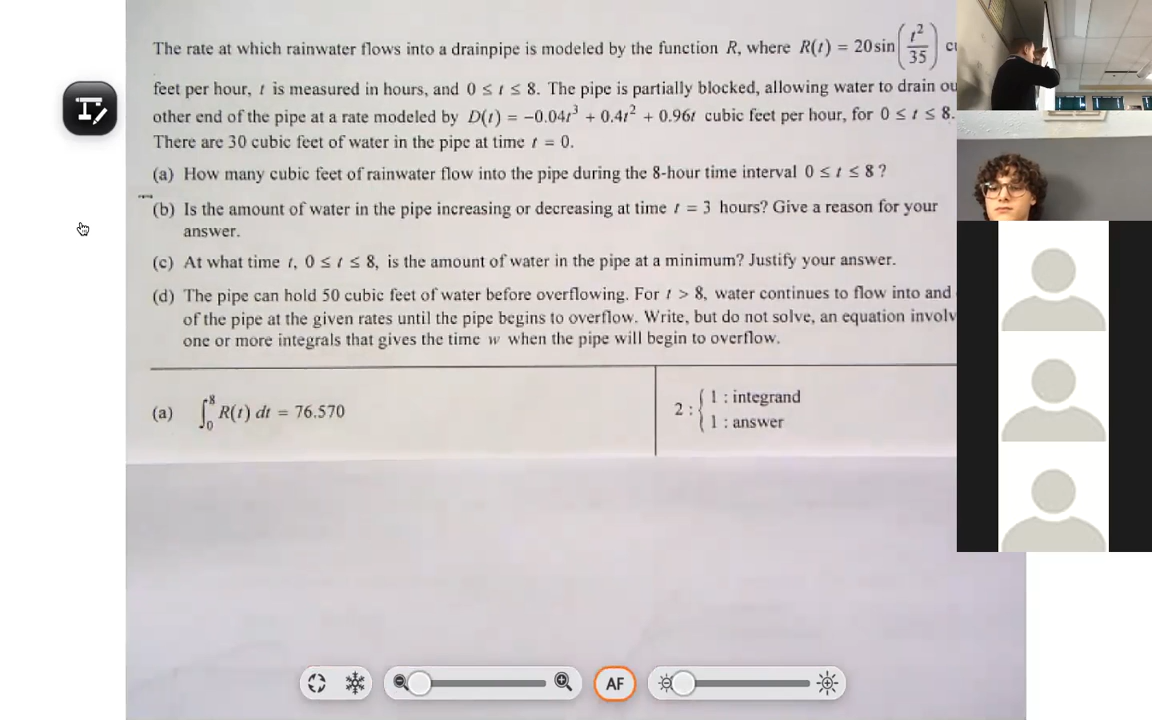 The rate at which rainwater flows into a drainpipe is modeled by the function R, where R(t) = 20 sin(t²/35)
feet per hour, t is measured in hours, and 0 ≤ t ≤ 8. The pipe is partially blocked, allowing water to drain
other end of the pipe at a rate modeled by D(t) = −0.04t³ + 0.4t² + 0.96t cubic feet per hour, for 0 ≤ t ≤ 8.
There are 30 cubic feet of water in the pipe at time t = 0.
(a) How many cubic feet of rainwater flow into the pipe during the 8-hour time interval 0 ≤ t ≤ 8 ?
(b) Is the amount of water in the pipe increasing or decreasing at time t = 3 hours? Give a reason for your
answer.
(c) At what time t, 0 ≤ t ≤ 8, is the amount of water in the pipe at a minimum? Justify your answer.
(d) The pipe can hold 50 cubic feet of water before overflowing. For t > 8, water continues to flow into and
of the pipe at the given rates until the pipe begins to overflow. Write, but do not solve, an equation
one or more integrals that gives the time w when the pipe will begin to overflow.
(a) ∫₀⁸ R(t) dt = 76.570
2 : { 1 : integrand
1 : answer
AF